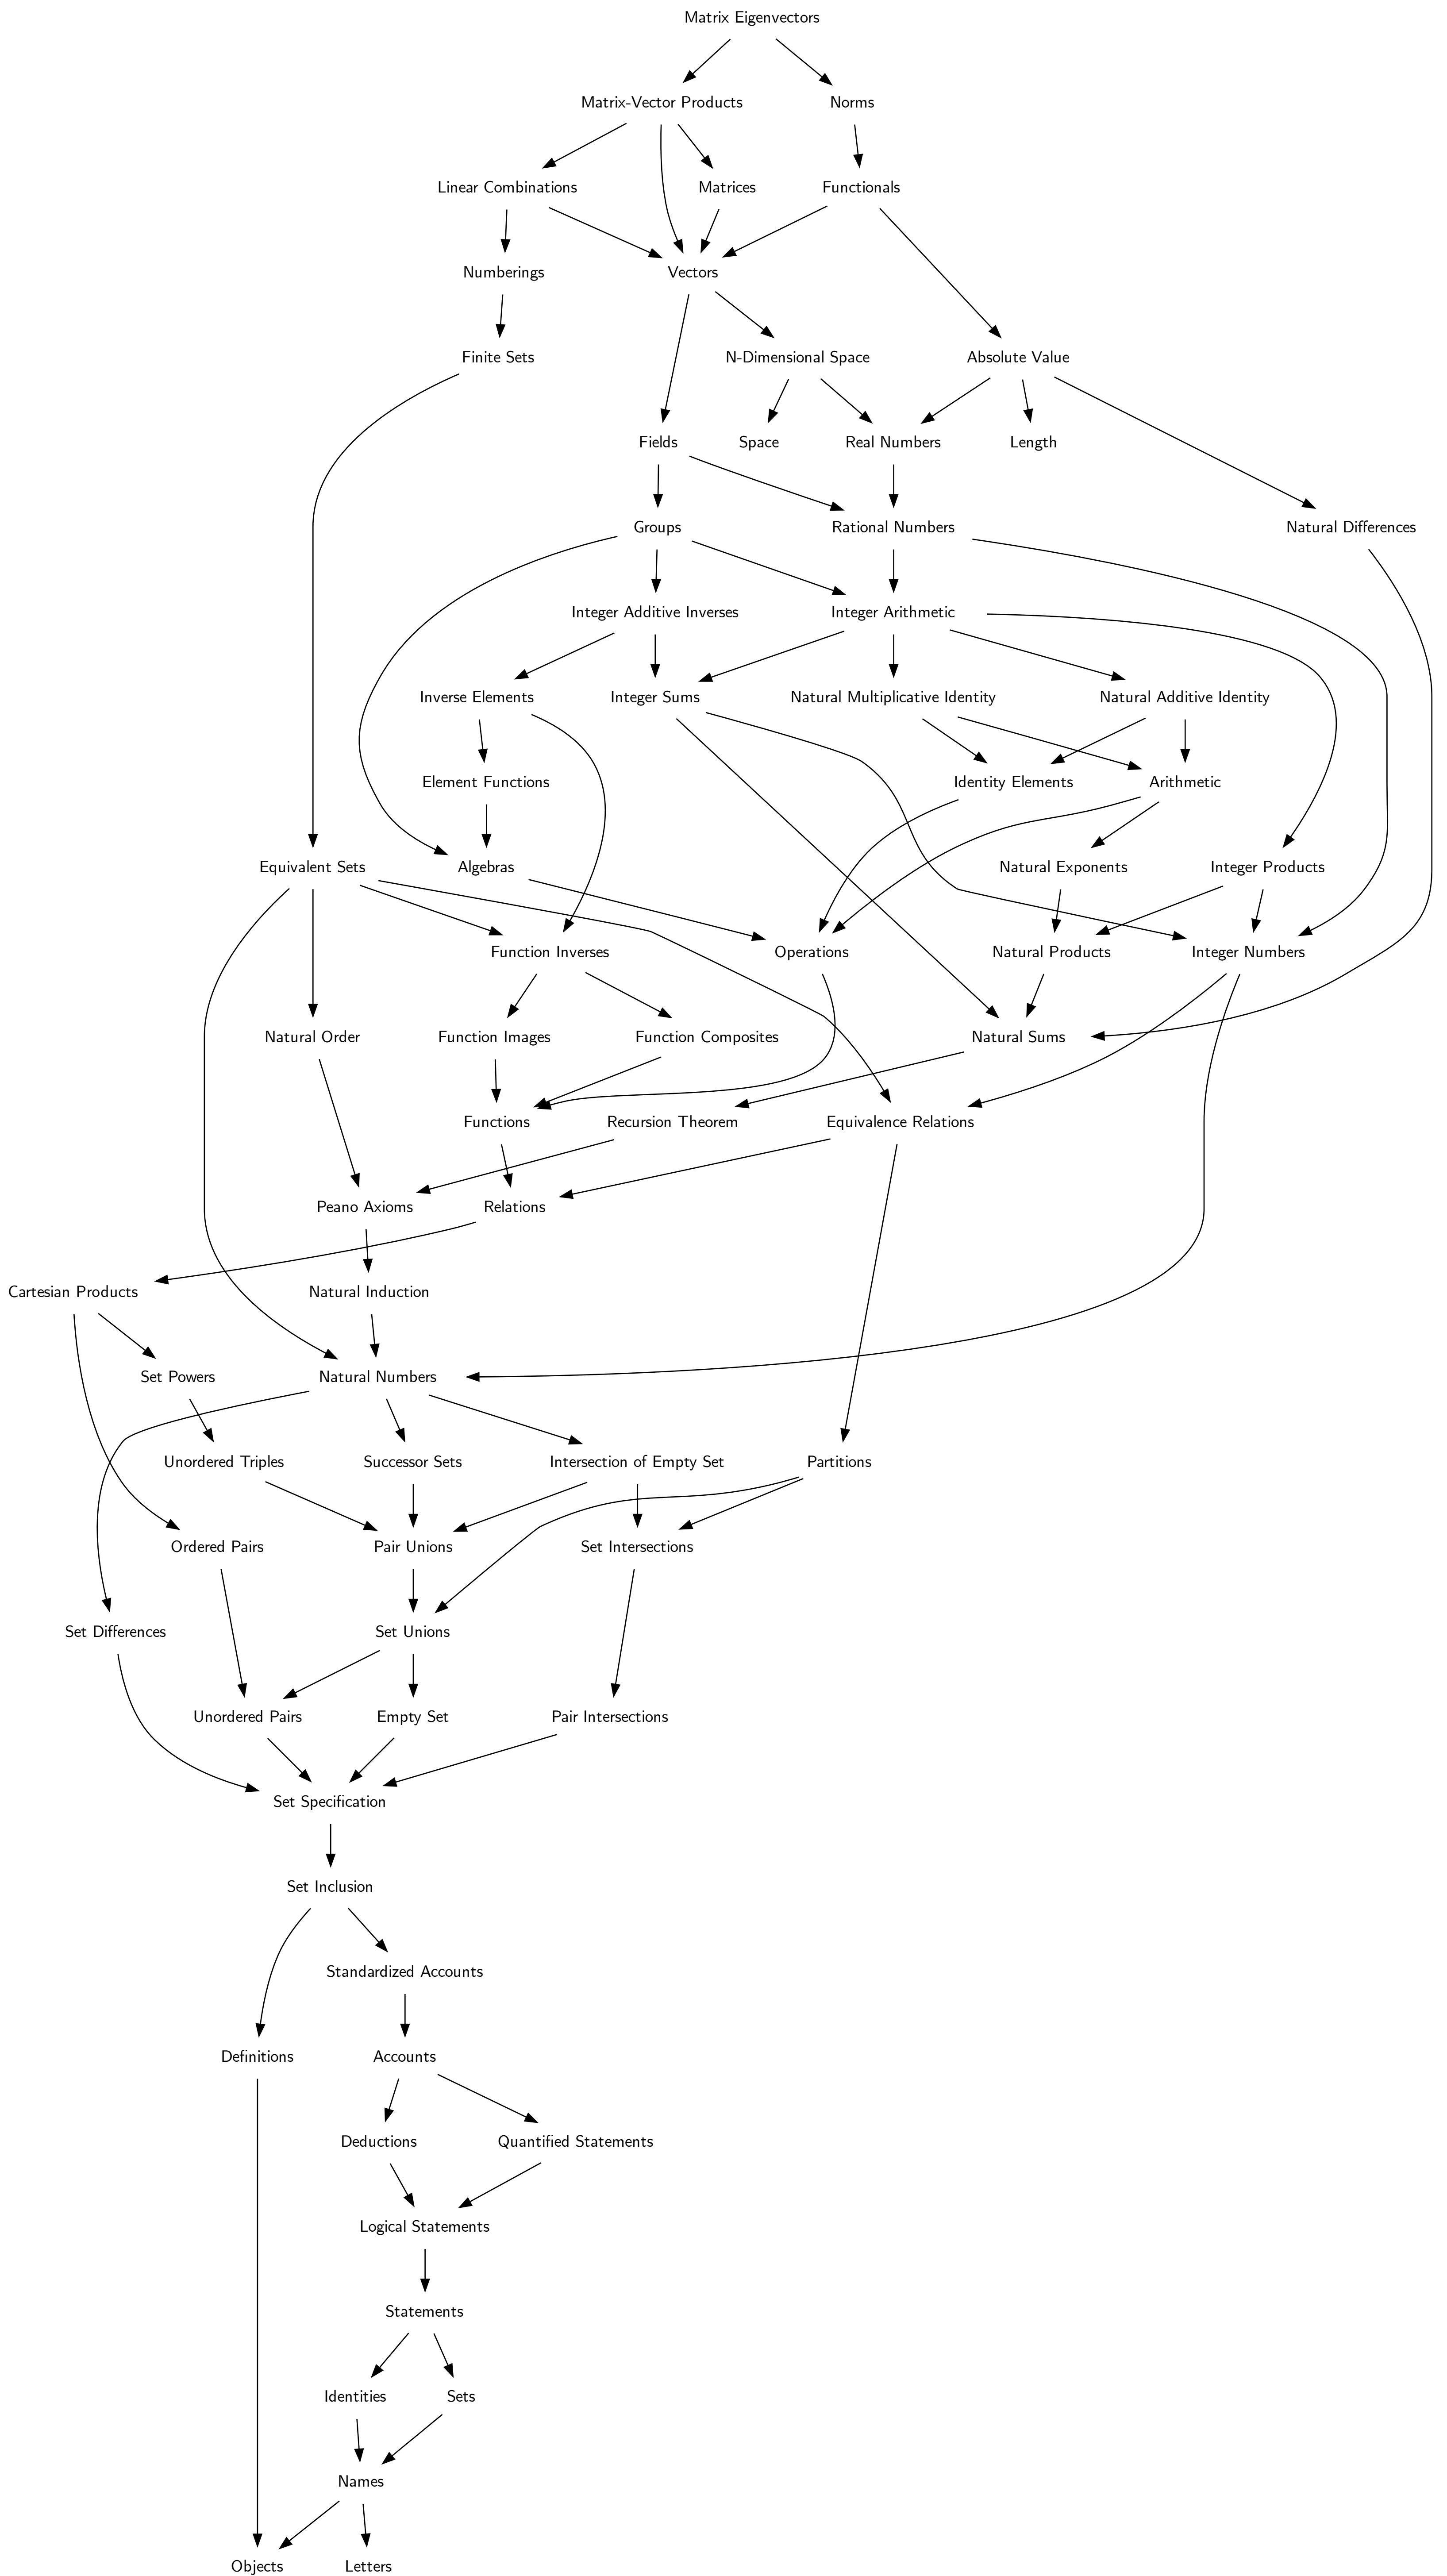 Matrix Eigenvectors
Matrix-Vector Products
Norms
Linear Combinations
Matrices
Functionals
Numberings
Vectors
Finite Sets
N-Dimensional Space
Absolute Value
Fields
Space
Real Numbers
Length
Groups
Rational Numbers
Natural Differences
Integer Additive Inverses
Integer Arithmetic
Inverse Elements
Integer Sums
Natural Multiplicative Identity
Natural Additive Identity
Element Functions
Identity Elements
Arithmetic
Equivalent Sets
Algebras
Natural Exponents
Integer Products
Function Inverses
Operations
Natural Products
Integer Numbers
Natural Order
Function Images
Function Composites
Natural Sums
Functions
Recursion Theorem
Equivalence Relations
Peano Axioms
Relations
Cartesian Products
Natural Induction
Set Powers
Natural Numbers
Unordered Triples
Successor Sets
Intersection of Empty Set
Partitions
Ordered Pairs
Pair Unions
Set Intersections
Set Differences
Set Unions
Unordered Pairs
Empty Set
Pair Intersections
Set Specification
Set Inclusion
Standardized Accounts
Definitions
Accounts
Deductions
Quantified Statements
Logical Statements
Statements
Identities
Sets
Names
Objects
Letters